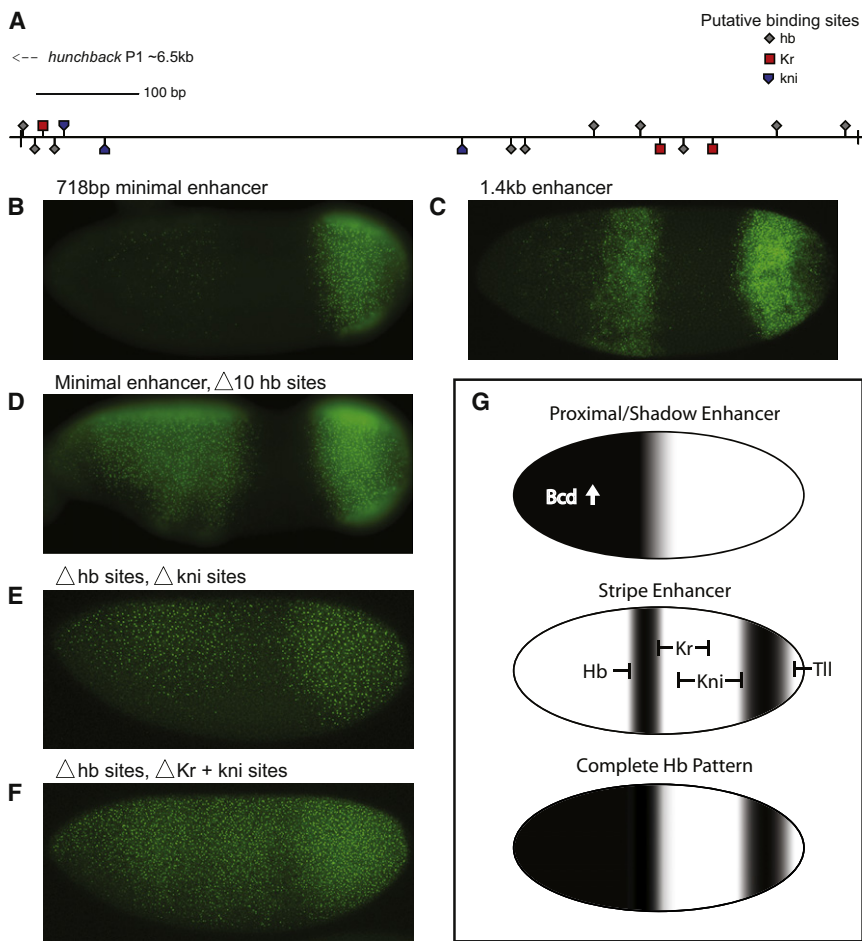 A
Putative binding sites
hb
Kr
kni
<-- hunchback P1 ~6.5kb
100 bp
B
718bp minimal enhancer
C
1.4kb enhancer
D
Minimal enhancer, △10 hb sites
E
△hb sites, △kni sites
F
△hb sites, △Kr + kni sites
G
Proximal/Shadow Enhancer
Bcd
Stripe Enhancer
Hb
Kr
Kni
Tll
Complete Hb Pattern